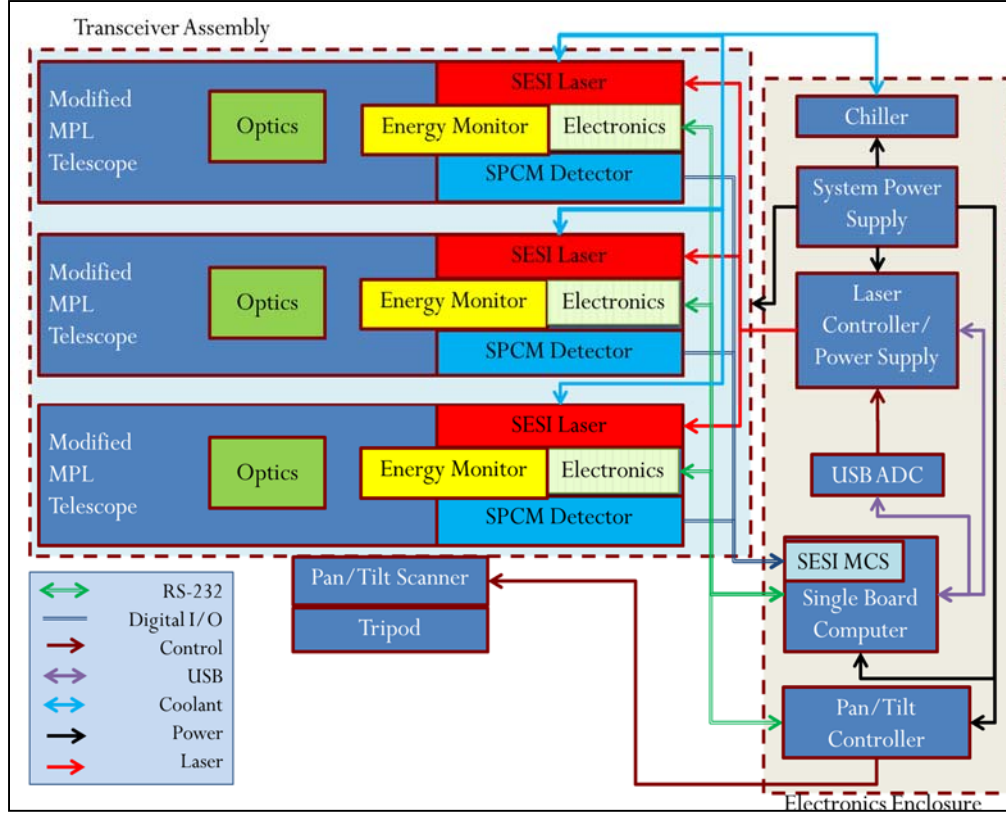 Transceiver Assembly
Modified
MPL
Telescope
Optics
SESI Laser
Energy Monitor
Electronics
SPCM Detector
Modified
MPL
Telescope
Optics
SESI Laser
Energy Monitor
Electronics
SPCM Detector
Modified
MPL
Telescope
Optics
SESI Laser
Energy Monitor
Electronics
SPCM Detector
Pan/Tilt Scanner
Tripod
Chiller
System Power
Supply
Laser
Controller/
Power Supply
USB ADC
SESI MCS
Single Board
Computer
Pan/Tilt
Controller
Electronics Enclosure
RS-232
Digital I/O
Control
USB
Coolant
Power
Laser